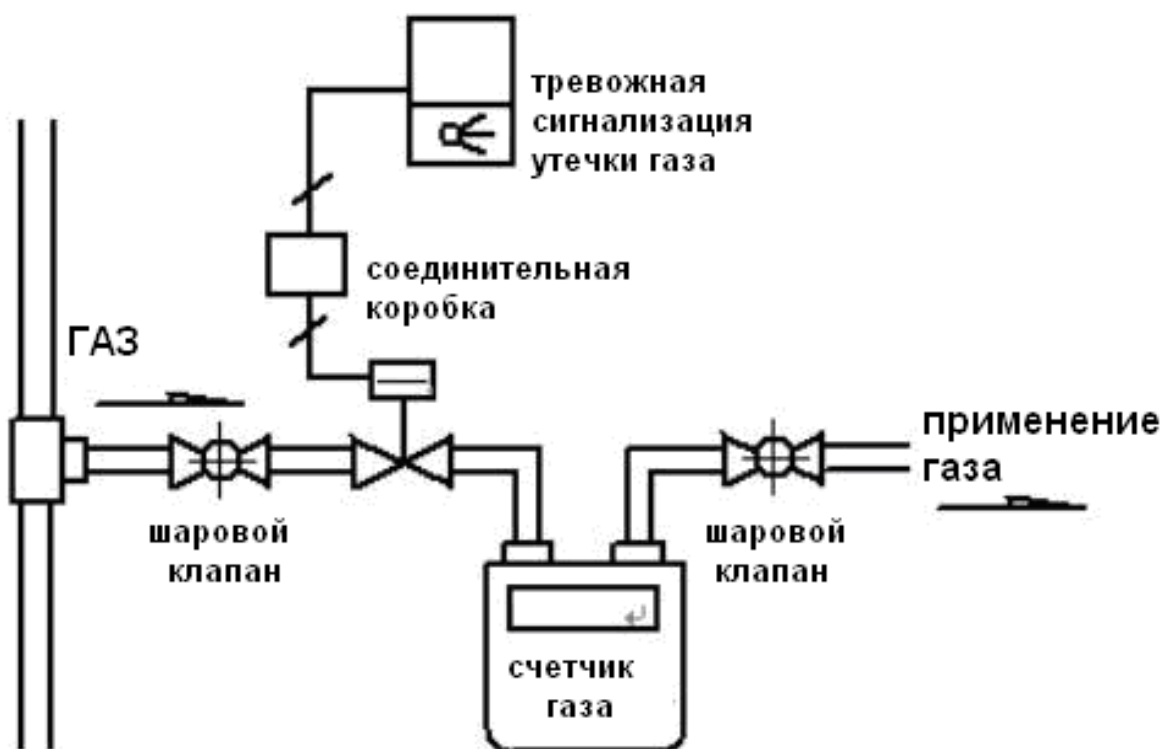 тревожная
сигнализация
утечки газа
соединительная
коробка
ГАЗ
применение
газа
шаровой
клапан
шаровой
клапан
счетчик
газа